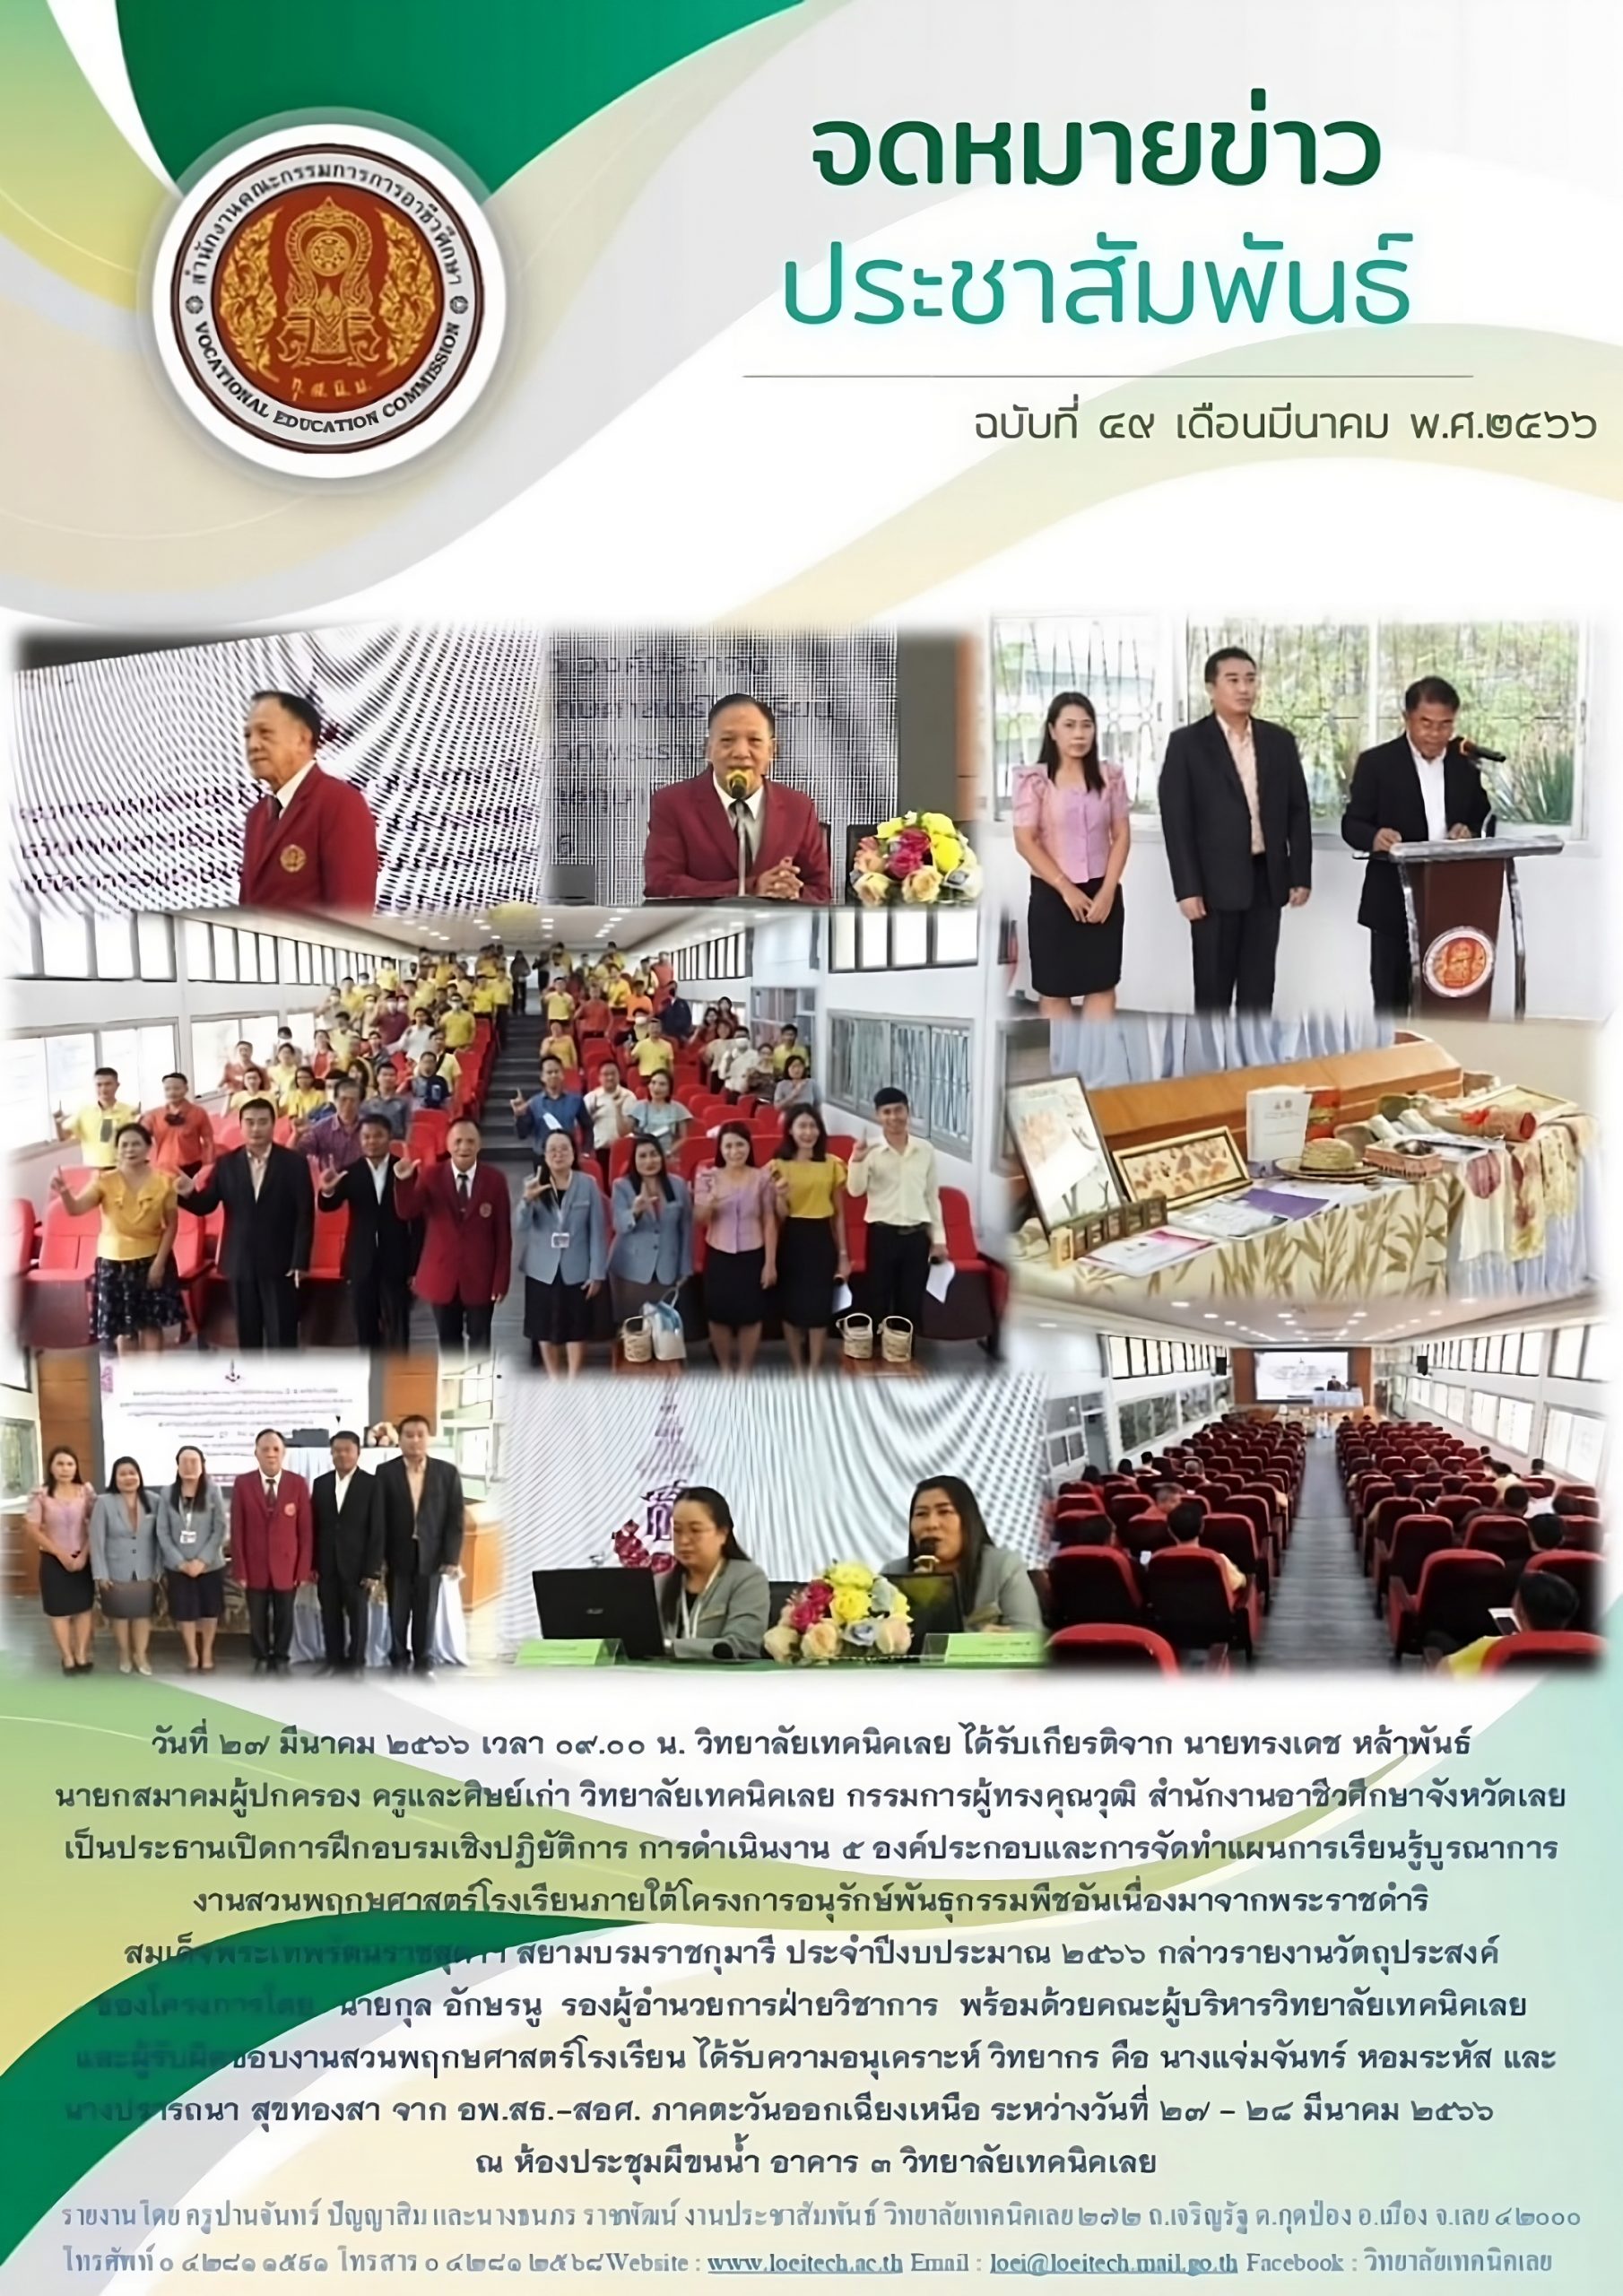 สำนักงานคณะกรรมการการอาชีวศึกษา
VOCATIONAL EDUCATION COMMISSION
จดหมายข่าว
ประชาสัมพันธ์
ฉบับที่ ๔๙ เดือนมีนาคม พ.ศ.๒๕๖๖
วันที่ ๒๗ มีนาคม ๒๕๖๖ เวลา ๐๙.๐๐ น. วิทยาลัยเทคนิคเลย ได้รับเกียรติจาก นายทรงเดช หล้าพันธ์
นายกสมาคมผู้ปกครอง ครูและศิษย์เก่า วิทยาลัยเทคนิคเลย กรรมการผู้ทรงคุณวุฒิ สำนักงานอาชีวศึกษาจังหวัดเลย
เป็นประธานเปิดการฝึกอบรมเชิงปฏิยัติการ การดำเนินงาน ๕ องค์ประกอบและการจัดทำแผนการเรียนรู้บูรณาการ
งานสวนพฤกษศาสตร์โรงเรียนภายใต้โครงการอนุรักษ์พันธุกรรมพืชอันเนื่องมาจากพระราชดำริ
สมเด็จพระเทพรัตนราชสุดาฯ สยามบรมราชกุมารี ประจำปีงบประมาณ ๒๕๖๖ กล่าวรายงานวัตถุประสงค์
ของโครงการโดย นายกุล อักษรนู รองผู้อำนวยการฝ่ายวิชาการ พร้อมด้วยคณะผู้บริหารวิทยาลัยเทคนิคเลย
และผู้รับผิดชอบงานสวนพฤกษศาสตร์โรงเรียน ได้รับความอนุเคราะห์ วิทยากร คือ นางแจ่มจันทร์ หอมระหัส และ
นางปรารถนา สุขทองสา จาก อพ.สธ.-สอศ. ภาคตะวันออกเฉียงเหนือ ระหว่างวันที่ ๒๗ - ๒๘ มีนาคม ๒๕๖๖
ณ ห้องประชุมผีขนน้ำ อาคาร ๓ วิทยาลัยเทคนิคเลย
รายงานโดย ครูปานจันทร์ ปัญญาสิม และนางธนภร ราชพัฒน์ งานประชาสัมพันธ์ วิทยาลัยเทคนิคเลย ๒๗๒ ถ.เจริญรัฐ ต.กุดป่อง อ.เมือง จ.เลย ๔๒๐๐๐
โทรศัพท์ ๐ ๔๒๘๑ ๑๕๙๑ โทรสาร ๐ ๔๒๘๑ ๒๕๖๘ Website : www.loeitech.ac.th Email : loei@loeitech.mail.go.th Facebook : วิทยาลัยเทคนิคเลย